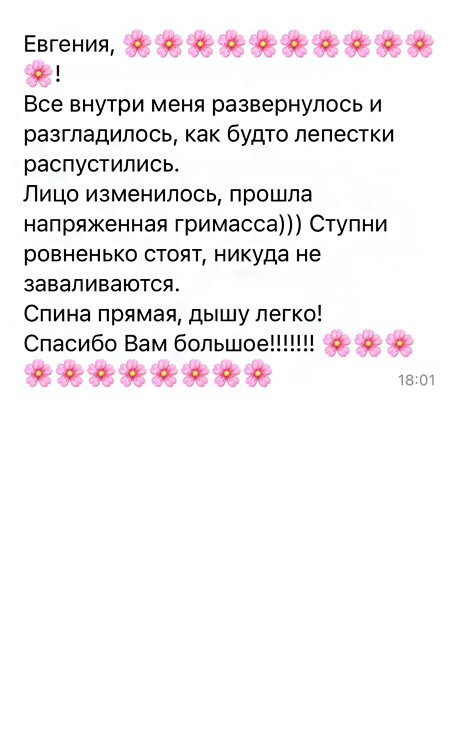 Евгения, 🌸🌸🌸🌸🌸🌸🌸🌸🌸🌸
🌸!
Все внутри меня развернулось и
разгладилось, как будто лепестки
распустились.
Лицо изменилось, прошла
напряженная гримасса))) Ступни
ровненько стоят, никуда не
заваливаются.
Спина прямая, дышу легко!
Спасибо Вам большое!!!!!!! 🌸🌸🌸
🌸🌸🌸🌸🌸🌸🌸🌸 18:01